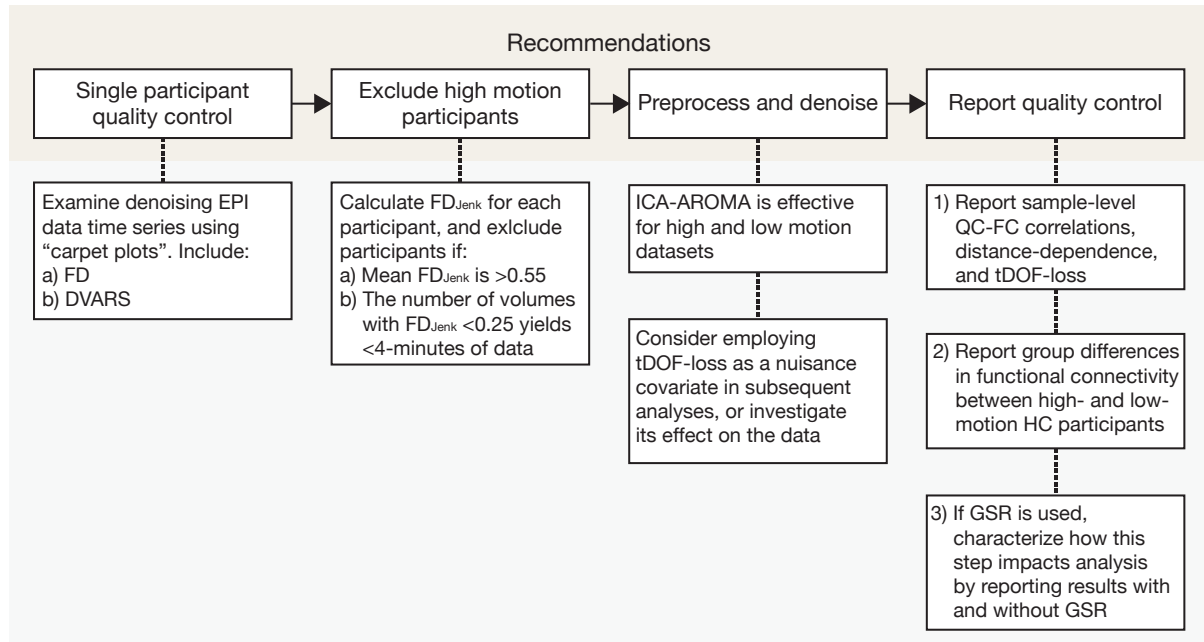 Recommendations
Single participant
quality control
Exclude high motion
participants
Preprocess and denoise
Report quality control
Examine denoising EPI
data time series using
“carpet plots”. Include:
a) FD
b) DVARS
Calculate FDJenk for each
participant, and exlclude
participants if:
a) Mean FDJenk is >0.55
b) The number of volumes
with FDJenk <0.25 yields
<4-minutes of data
ICA-AROMA is effective
for high and low motion
datasets
Consider employing
tDOF-loss as a nuisance
covariate in subsequent
analyses, or investigate
its effect on the data
1) Report sample-level
QC-FC correlations,
distance-dependence,
and tDOF-loss
2) Report group differences
in functional connectivity
between high- and low-
motion HC participants
3) If GSR is used,
characterize how this
step impacts analysis
by reporting results with
and without GSR